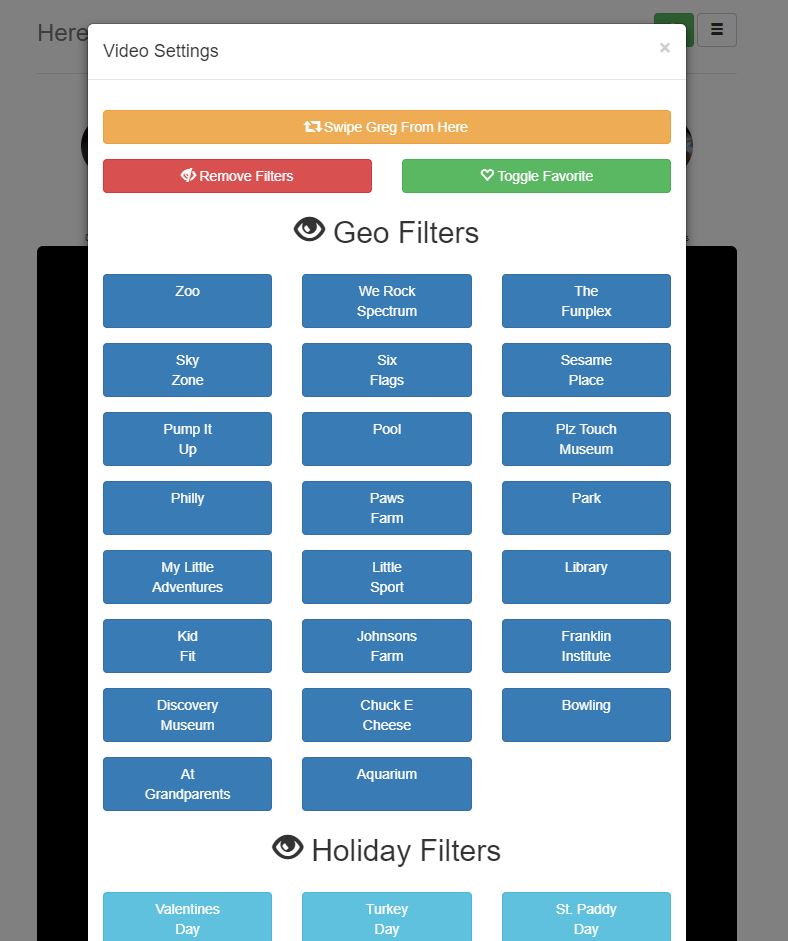 Here
Video Settings
×
Swipe Greg From Here
Remove Filters
Toggle Favorite
Geo Filters
Zoo
We Rock
Spectrum
The
Funplex
Sky
Zone
Six
Flags
Sesame
Place
Pump It
Up
Pool
Plz Touch
Museum
Philly
Paws
Farm
Park
My Little
Adventures
Little
Sport
Library
Kid
Fit
Johnsons
Farm
Franklin
Institute
Discovery
Museum
Chuck E
Cheese
Bowling
At
Grandparents
Aquarium
Holiday Filters
Valentines
Day
Turkey
Day
St. Paddy
Day